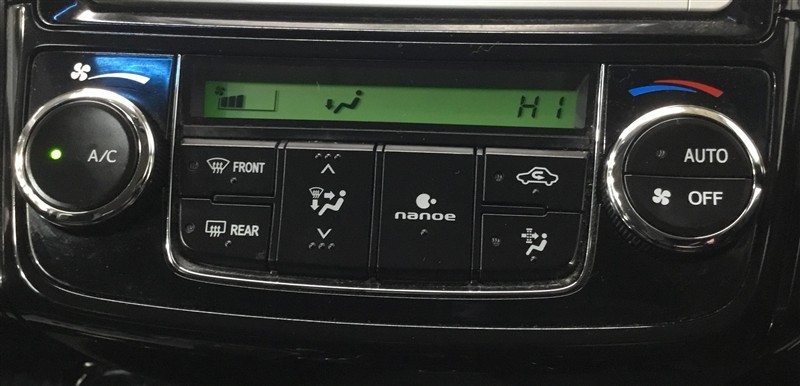 HI
A/C
FRONT
REAR
nanoe
AUTO
OFF